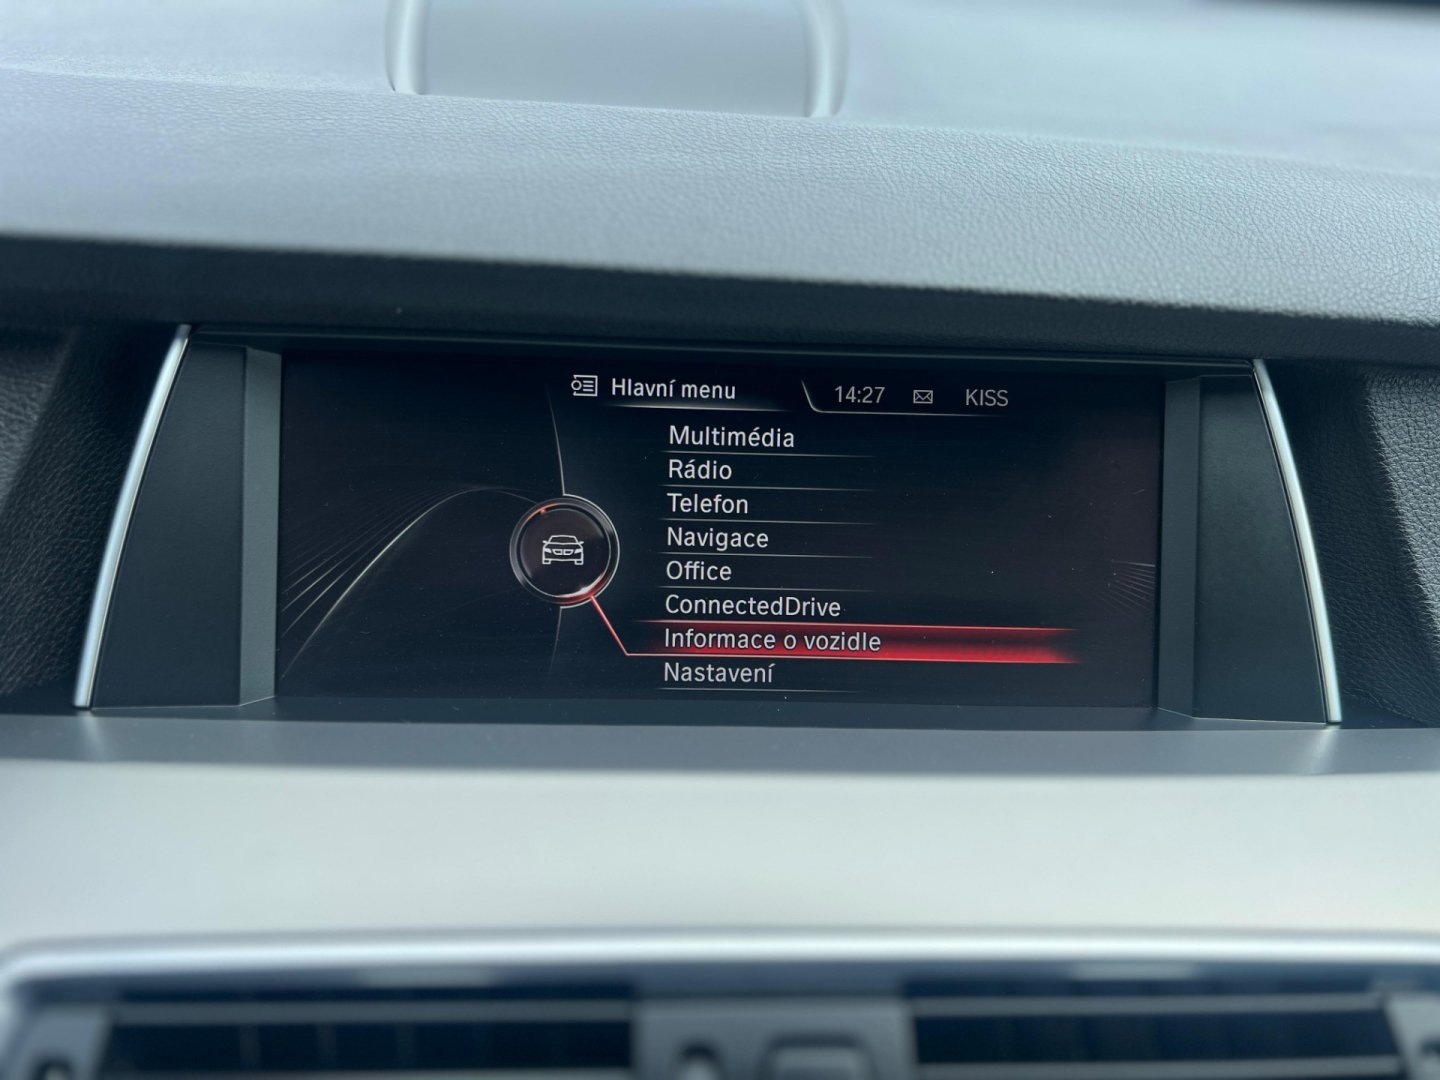 Hlavní menu 14:27 KISS
Multimédia
Rádio
Telefon
Navigace
Office
ConnectedDrive
Informace o vozidle
Nastavení